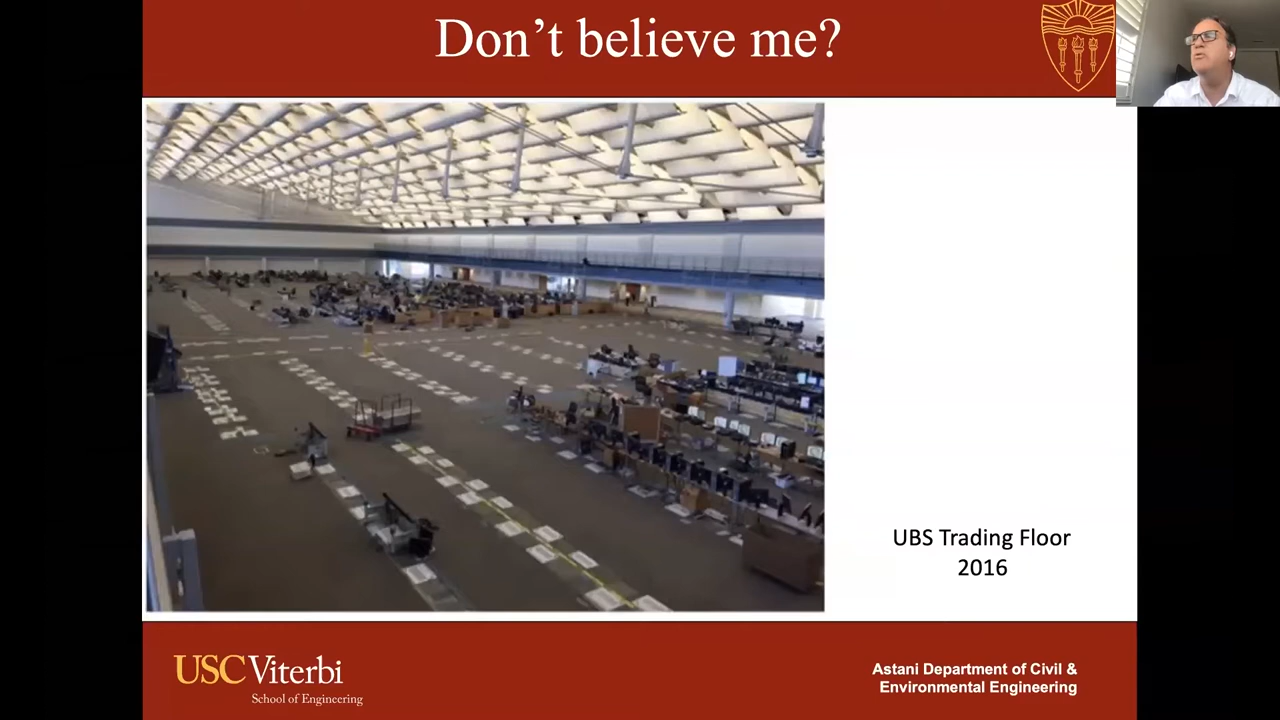 Don’t believe me?
UBS Trading Floor
2016
USC Viterbi
School of Engineering
Astani Department of Civil &
Environmental Engineering